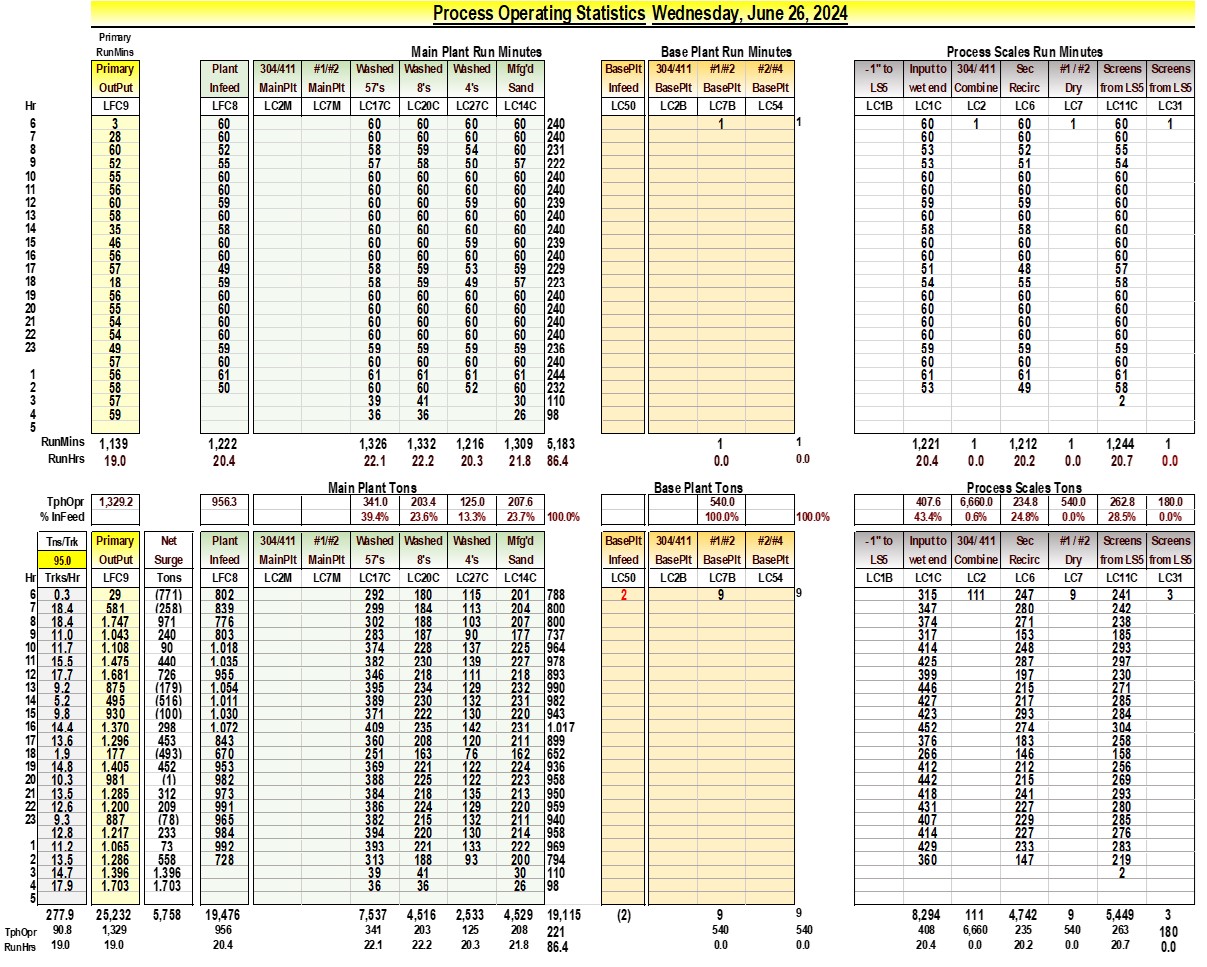 Process Operating Statistics Wednesday, June 26, 2024
Primary
RunMins Main Plant Run Minutes Base Plant Run Minutes Process Scales Run Minutes
Primary Plant 304/411 #1/#2 Washed Washed Washed Mfg'd BasePlt 304/411 #1/#2 #2/#4 -1" to Input to 304/ 411 Sec #1 / #2 Screens Screens
OutPut Infeed MainPlt MainPlt 57's 8's 4's Sand Infeed BasePlt BasePlt BasePlt LS5 wet end Combine Recirc Dry from LS5 from LS5
Hr LFC9 LFC8 LC2M LC7M LC17C LC20C LC27C LC14C LC50 LC2B LC7B LC54 LC1B LC1C LC2 LC6 LC7 LC11C LC31
6 3 60 60 60 60 60 240 1 1 60 1 60 1 60 1
7 28 60 60 60 60 60 240 60 60 60
8 60 52 58 59 54 60 231 53 52 55
9 52 55 57 58 50 57 222 53 51 54
10 55 60 60 60 60 60 240 60 60 60
11 56 60 60 60 60 60 240 60 60 60
12 60 59 60 60 59 60 239 59 59 60
13 58 60 60 60 60 60 240 60 60 60
14 35 58 60 60 60 60 240 58 58 60
15 46 60 60 60 59 60 239 60 60 60
16 56 60 60 60 60 60 240 60 60 60
17 57 49 58 59 53 59 229 51 48 57
18 18 59 58 59 49 57 223 54 55 58
19 56 60 60 60 60 60 240 60 60 60
20 55 60 60 60 60 60 240 60 60 60
21 54 60 60 60 60 60 240 60 60 60
22 54 60 60 60 60 60 240 60 60 60
23 49 59 59 59 59 59 236 59 59 60
57 60 60 60 60 60 240 60 60 60
1 56 61 61 61 61 61 244 61 61 61
2 58 50 60 60 52 60 232 53 49 58
3 57 39 41 30 110 2
4 59 36 36 26 98
5
RunMins 1,139 1,222 1,326 1,332 1,216 1,309 5,183 1 1 1,221 1 1,212 1 1,244 1
RunHrs 19.0 20.4 22.1 22.2 20.3 21.8 86.4 0.0 0.0 20.4 0.0 20.2 0.0 20.7 0.0
Main Plant Tons Base Plant Tons Process Scales Tons
TphOpr 1,329.2 956.3 341.0 203.4 125.0 207.6 540.0 407.6 6,660.0 234.8 540.0 262.8 180.0
% InFeed 39.4% 23.6% 13.3% 23.7% 100.0% 100.0% 100.0% 43.4% 0.6% 24.8% 0.0% 28.5% 0.0%
Tns/Trk Primary Net Plant 304/411 #1/#2 Washed Washed Washed Mfg'd BasePlt 304/411 #1/#2 #2/#4 -1" to Input to 304/ 411 Sec #1 / #2 Screens Screens
95.0 OutPut Surge Infeed MainPlt MainPlt 57's 8's 4's Sand Infeed BasePlt BasePlt BasePlt LS5 wet end Combine Recirc Dry from LS5 from LS5
Hr Trks/Hr LFC9 Tons LFC8 LC2M LC7M LC17C LC20C LC27C LC14C LC50 LC2B LC7B LC54 LC1B LC1C LC2 LC6 LC7 LC11C LC31
6 0.3 29 (771) 802 292 180 115 201 788 2 9 9 315 111 247 9 241 3
7 18.4 581 (258) 839 299 184 113 204 800 347 280 242
8 18.4 1.747 971 776 302 188 103 207 800 374 271 238
9 11.0 1.043 240 803 283 187 90 177 737 317 153 185
10 11.7 1.108 90 1.018 374 228 137 225 964 414 248 293
11 15.5 1.475 440 1.035 382 230 139 227 978 425 287 297
12 17.7 1.681 726 955 346 218 111 218 893 399 197 230
13 9.2 875 (179) 1.054 395 234 129 232 990 446 215 271
14 5.2 495 (516) 1.011 389 230 132 231 982 427 217 285
15 9.8 930 (100) 1.030 371 222 130 220 943 423 293 284
16 14.4 1.370 298 1.072 409 235 142 231 1.017 452 274 304
17 13.6 1.296 453 843 360 208 120 211 899 376 183 258
18 1.9 177 (493) 670 251 163 76 162 652 266 146 158
19 14.8 1.405 452 953 369 221 122 224 936 412 212 256
20 10.3 981 (1) 982 388 225 122 223 958 442 215 269
21 13.5 1.285 312 973 384 218 135 213 950 418 241 293
22 12.6 1.200 209 991 386 224 129 220 959 431 227 280
23 9.3 887 (78) 965 382 215 132 211 940 407 229 285
12.8 1.217 233 984 394 220 130 214 958 414 227 276
1 11.2 1.065 73 992 393 221 133 222 969 429 233 283
2 13.5 1.286 558 728 313 188 93 200 794 360 147 219
3 14.7 1.396 1.396 39 41 30 110 2
4 17.9 1.703 1.703 36 36 26 98
5
277.9 25,232 5,758 19,476 7,537 4,516 2,533 4,529 19,115 (2) 9 9 8,294 111 4,742 9 5,449 3
TphOpr 90.8 1,329 956 341 203 125 208 221 540 540 408 6,660 235 540 263 180
RunHrs 19.0 19.0 20.4 22.1 22.2 20.3 21.8 86.4 0.0 0.0 20.4 0.0 20.2 0.0 20.7 0.0